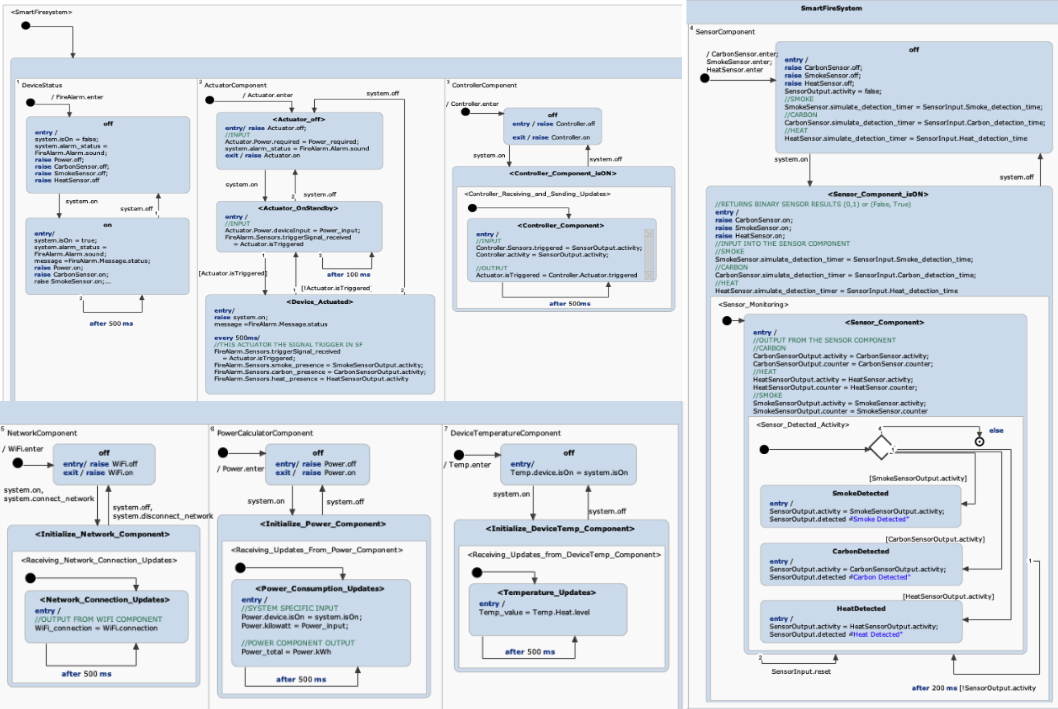 <SmartFiresystem>
1
DeviceStatus
/ FireAlarm.enter
off
entry /
system.isOn = false;
system.alarm_status =
FireAlarm.Alarm.sound;
raise Power.off;
raise CarbonSensor.off;
raise SmokeSensor.off;
raise HeatSensor.off
system.on
system.off
1
on
entry/
system.isOn = true;
system.alarm_status =
FireAlarm.Alarm.sound;
message =FireAlarm.Message.status;
raise Power.on;
raise CarbonSensor.on;
raise SmokeSensor.on;...
2
after 500 ms
2
ActuatorComponent
/ Actuator.enter
system.off
<Actuator_off>
entry/ raise Actuator.off;
//INPUT
Actuator.Power.required = Power_required;
system.alarm_status = FireAlarm.Alarm.sound
exit / raise Actuator.on
system.on
2
system.off
<Actuator_OnStandby>
entry /
//INPUT
Actuator.Power.deviceInput = Power_input;
FireAlarm.Sensors.triggerSignal_received
= Actuator.isTriggered
1
3
after 100 ms
[Actuator.isTriggered]
[!Actuator.isTriggered]
1
2
<Device_Actuated>
entry/
raise system.on;
message =FireAlarm.Message.status
every 500ms/
//THIS ACTUATOR THE SIGNAL TRIGGER IN SF
FireAlarm.Sensors.triggerSignal_received
= Actuator.isTriggered;
FireAlarm.Sensors.smoke_presence = SmokeSensorOutput.activity;
FireAlarm.Sensors.carbon_presence = CarbonSensorOutput.activity;
FireAlarm.Sensors.heat_presence = HeatSensorOutput.activity
3
ControllerComponent
/ Controller.enter
off
entry / raise Controller.off
exit / raise Controller.on
system.on
system.off
<Controller_Component_isON>
<Controller_Receiving_and_Sending_Updates>
<Controller_Component>
entry /
//INPUT
Controller.Sensors.triggered = SensorOutput.activity;
Controller.activity = SensorOutput.activity;
//OUTPUT
Actuator.isTriggered = Controller.Actuator.triggered
after 500ms
SmartFireSystem
4
SensorComponent
/ CarbonSensor.enter;
SmokeSensor.enter;
HeatSensor.enter
off
entry /
raise CarbonSensor.off;
raise SmokeSensor.off;
raise HeatSensor.off;
SensorOutput.activity = false;
//SMOKE
SmokeSensor.simulate_detection_timer = SensorInput.Smoke_detection_time;
//CARBON
CarbonSensor.simulate_detection_timer = SensorInput.Carbon_detection_time;
//HEAT
HeatSensor.simulate_detection_timer = SensorInput.Heat_detection_time
system.on
system.off
<Sensor_Component_isON>
//RETURNS BINARY SENSOR RESULTS (0,1) or (False, True)
entry /
raise CarbonSensor.on;
raise SmokeSensor.on;
raise HeatSensor.on;
//INPUT INTO THE SENSOR COMPONENT
//SMOKE
SmokeSensor.simulate_detection_timer = SensorInput.Smoke_detection_time;
//CARBON
CarbonSensor.simulate_detection_timer = SensorInput.Carbon_detection_time;
//HEAT
HeatSensor.simulate_detection_timer = SensorInput.Heat_detection_time
<Sensor_Monitoring>
<Sensor_Component>
entry /
//OUTPUT FROM THE SENSOR COMPONENT
//CARBON
CarbonSensorOutput.activity = CarbonSensor.activity;
CarbonSensorOutput.counter = CarbonSensor.counter;
//HEAT
HeatSensorOutput.activity = HeatSensor.activity;
HeatSensorOutput.counter = HeatSensor.counter;
//SMOKE
SmokeSensorOutput.activity = SmokeSensor.activity;
SmokeSensorOutput.counter = SmokeSensor.counter
<Sensor_Detected_Activity>
4
else
[SmokeSensorOutput.activity]
SmokeDetected
entry /
SensorOutput.activity = SmokeSensorOutput.activity;
SensorOutput.detected ="Smoke Detected"
[CarbonSensorOutput.activity]
CarbonDetected
entry /
SensorOutput.activity = CarbonSensorOutput.activity;
SensorOutput.detected ="Carbon Detected"
[HeatSensorOutput.activity]
HeatDetected
entry /
SensorOutput.activity = HeatSensorOutput.activity;
SensorOutput.detected ="Heat Detected"
1
2
SensorInput.reset
after 200 ms [!SensorOutput.activity
5
NetworkComponent
/ WiFi.enter
off
entry/ raise WiFi.off
exit / raise WiFi.on
system.on,
system.connect_network
system.off,
system.disconnect_network
<Initialize_Network_Component>
<Receiving_Network_Connection_Updates>
<Network_Connection_Updates>
entry /
//OUTPUT FROM WIFI COMPONENT
WiFi_connection = WiFi.connection
after 500 ms
6
PowerCalculatorComponent
/ Power.enter
off
entry/ raise Power.off
exit / raise Power.on
system.on
system.off
<Initialize_Power_Component>
<Receiving_Updates_From_Power_Component>
<Power_Consumption_Updates>
entry /
//SYSTEM SPECIFIC INPUT
Power.device.isOn = system.isOn;
Power.kilowatt = Power_input;
//POWER COMPONENT OUTPUT
Power_total = Power.kWh
after 500 ms
7
DeviceTemperatureComponent
/ Temp.enter
off
entry/
Temp.device.isOn = system.isOn
system.on
system.off
<Initialize_DeviceTemp_Component>
<Receiving_Updates_from_DeviceTemp_Component>
<Temperature_Updates>
entry /
Temp_value = Temp.Heat.level
after 500 ms